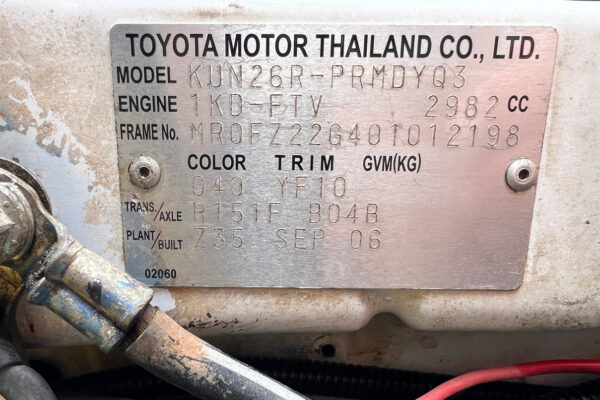 TOYOTA MOTOR THAILAND CO., LTD.
MODEL KUN26R-PRMDYQ3
ENGINE 1KD-FTV 2982 CC
FRAME No. MR0FZ22G401012198
COLOR TRIM GVM(KG)
040 YF10
TRANS./AXLE R151F B04B
PLANT/BUILT Z35 SEP 06
02060